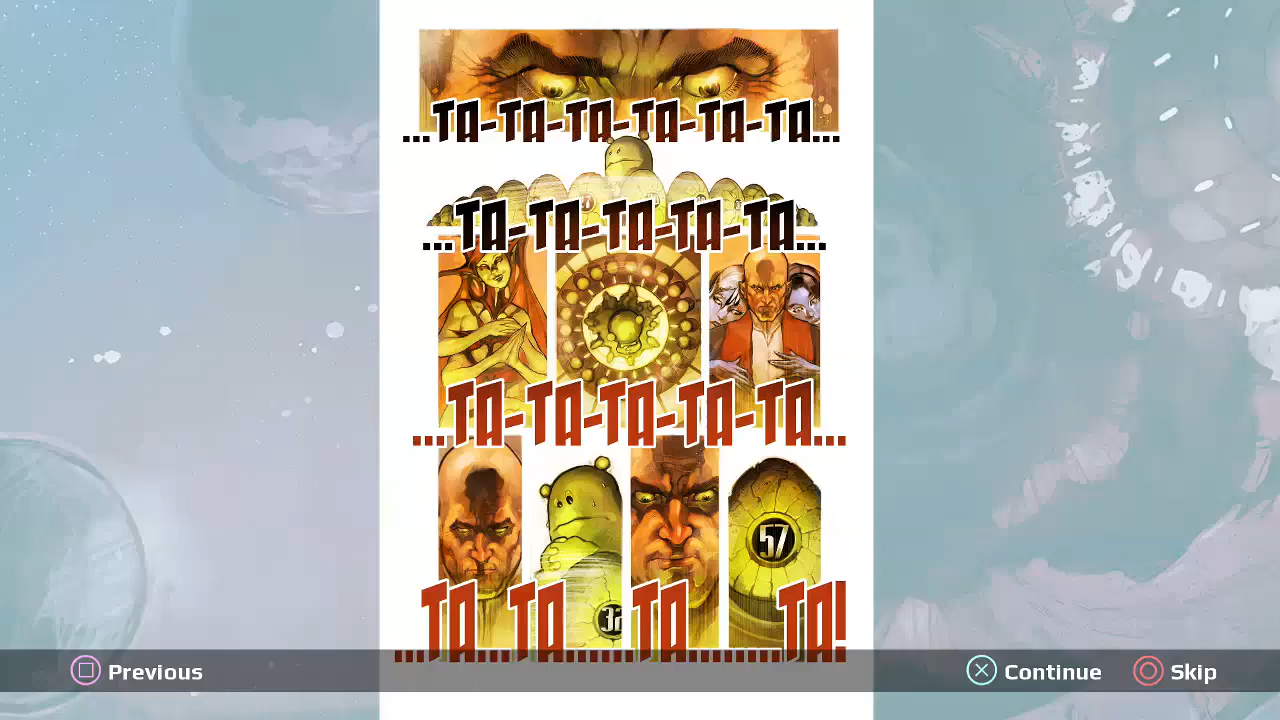 ...TA-TA-TA-TA-TA-TA...
...TA-TA-TA-TA-TA...
...TA-TA-TA-TA-TA...
57
32
...TA...TA.......TA.........TA!
Previous
Continue
Skip